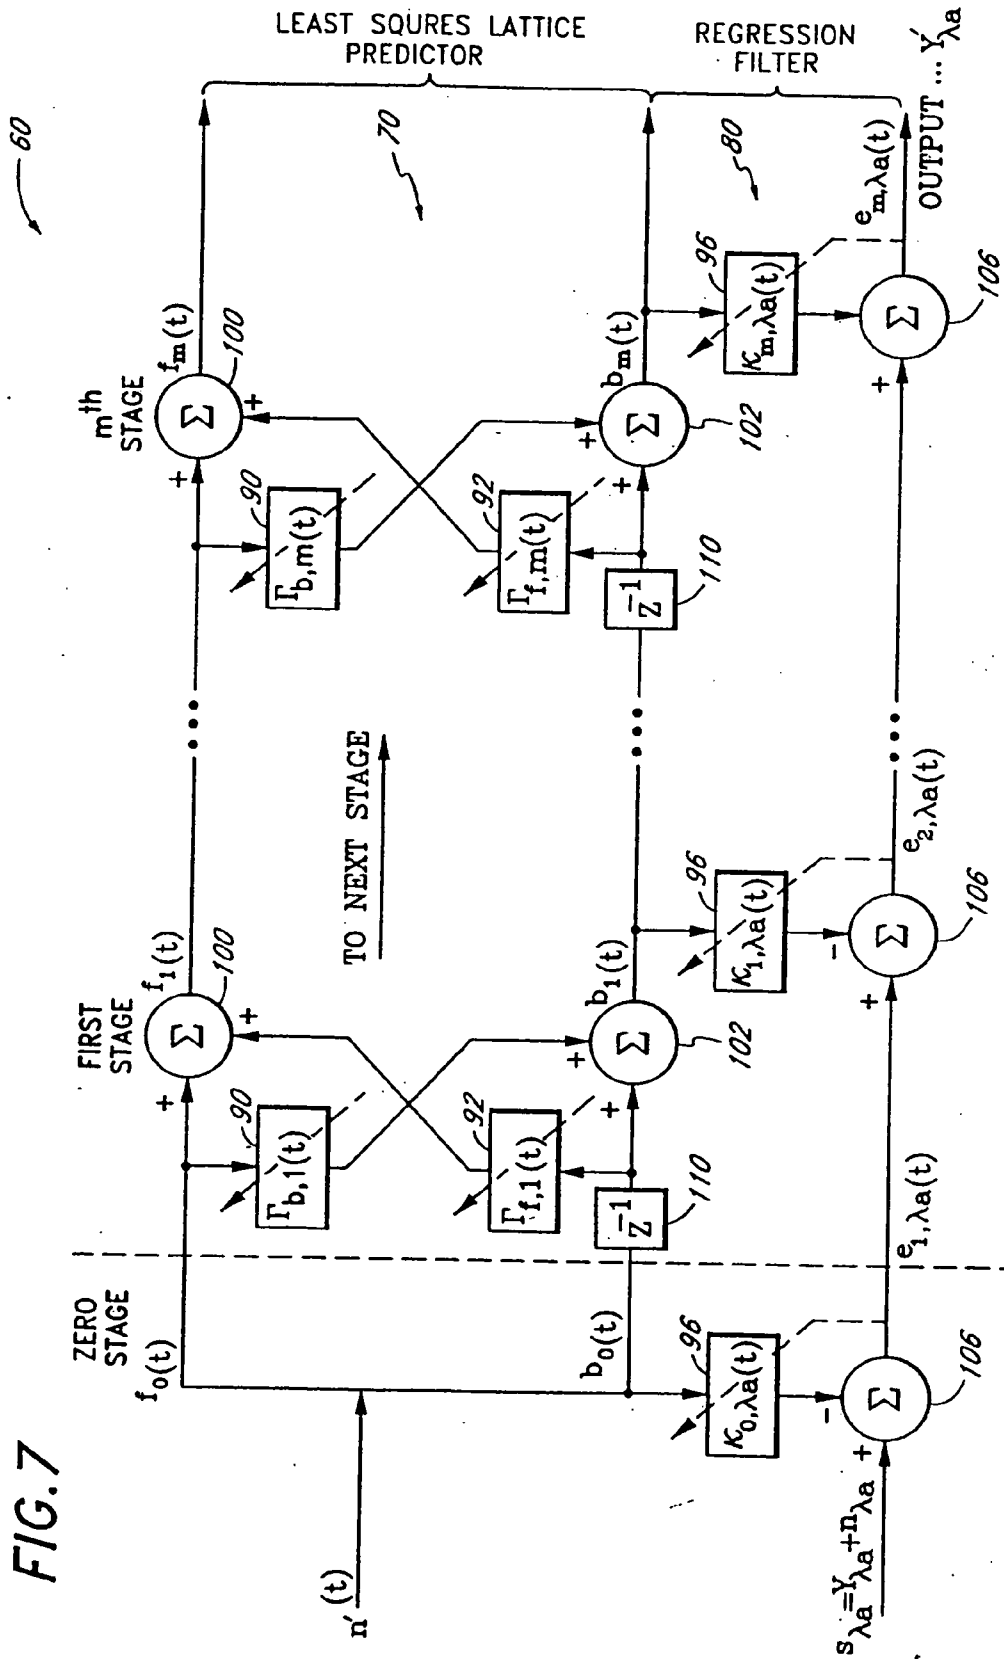 FIG.7
60
LEAST SQURES LATTICE
PREDICTOR
REGRESSION
FILTER
70
80
ZERO
STAGE
FIRST
STAGE
mth
STAGE
f0(t)
f1(t)
fm(t)
100
100
90
90
Γb,1(t)
Γb,m(t)
TO NEXT STAGE
n′(t)
92
92
Γf,1(t)
Γf,m(t)
b0(t)
b1(t)
bm(t)
Z−1
Z−1
110
110
102
102
96
96
96
κ0,λa(t)
κ1,λa(t)
κm,λa(t)
Σ
Σ
Σ
Σ
Σ
Σ
Σ
+
+
+
+
+
+
+
+
−
−
+
+
+
sλa=Yλa+nλa
e1,λa(t)
e2,λa(t)
em,λa(t)
106
106
106
OUTPUT ... Y′λa